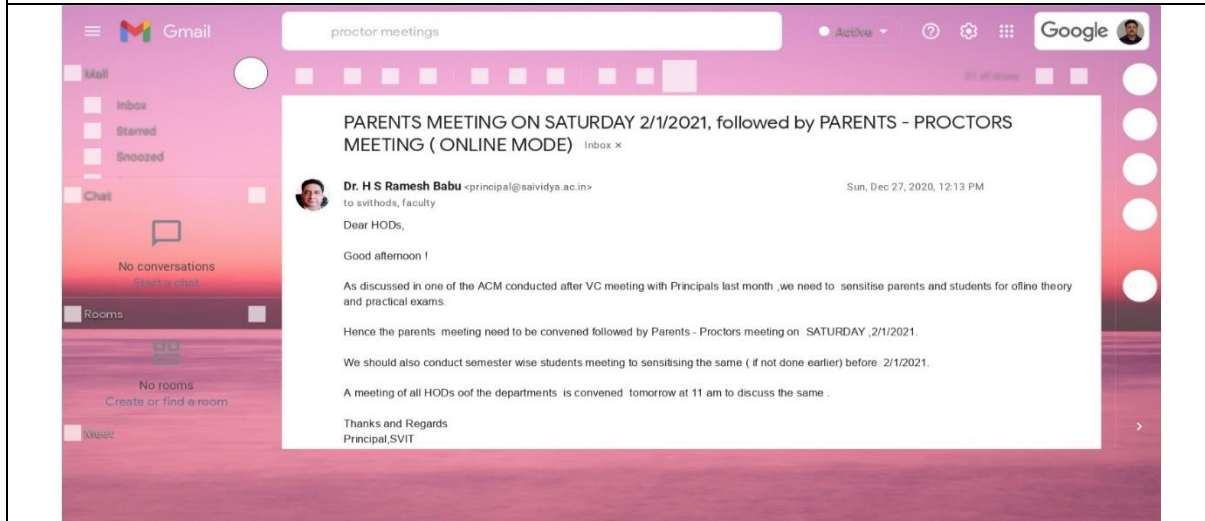 Gmail
proctor meetings
Active
Google
Mail
Inbox
Starred
Snoozed
Chat
No conversations
Start a chat
Rooms
No rooms
Create or find a room
Meet
PARENTS MEETING ON SATURDAY 2/1/2021, followed by PARENTS - PROCTORS
MEETING ( ONLINE MODE) Inbox ×
Dr. H S Ramesh Babu <principal@saividya.ac.in> Sun, Dec 27, 2020, 12:13 PM
to svithods, faculty
Dear HODs,
Good afternoon !
As discussed in one of the ACM conducted after VC meeting with Principals last month ,we need to sensitise parents and students for ofline theory
and practical exams.
Hence the parents meeting need to be convened followed by Parents - Proctors meeting on SATURDAY ,2/1/2021.
We should also conduct semester wise students meeting to sensitising the same ( if not done earlier) before 2/1/2021.
A meeting of all HODs oof the departments is convened tomorrow at 11 am to discuss the same .
Thanks and Regards
Principal,SVIT